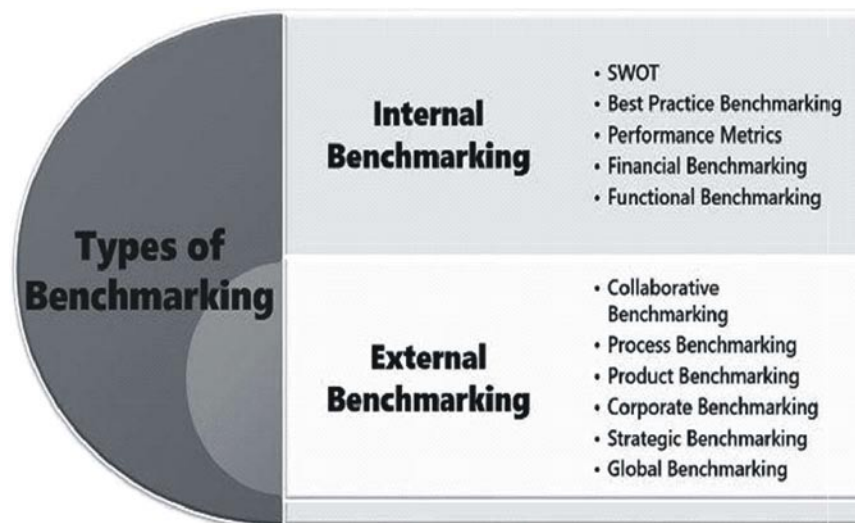 Types of
Benchmarking
Internal
Benchmarking
• SWOT
• Best Practice Benchmarking
• Performance Metrics
• Financial Benchmarking
• Functional Benchmarking
External
Benchmarking
• Collaborative
Benchmarking
• Process Benchmarking
• Product Benchmarking
• Corporate Benchmarking
• Strategic Benchmarking
• Global Benchmarking